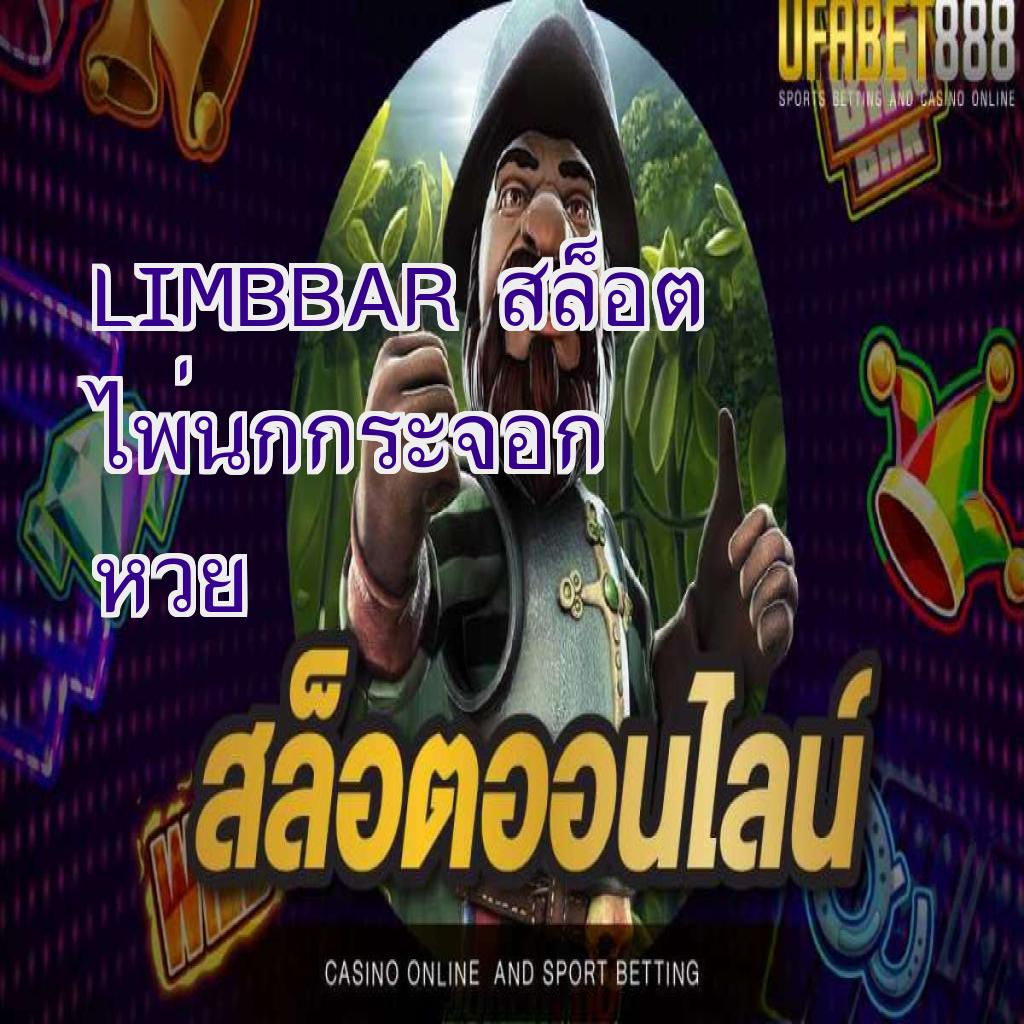 UFABET888
SPORTS BETTING AND CASINO ONLINE
BAR
LIMBBAR สล็อต
ไพ่นกกระจอก
หวย
สล็อตออนไลน์
CASINO ONLINE AND SPORT BETTING